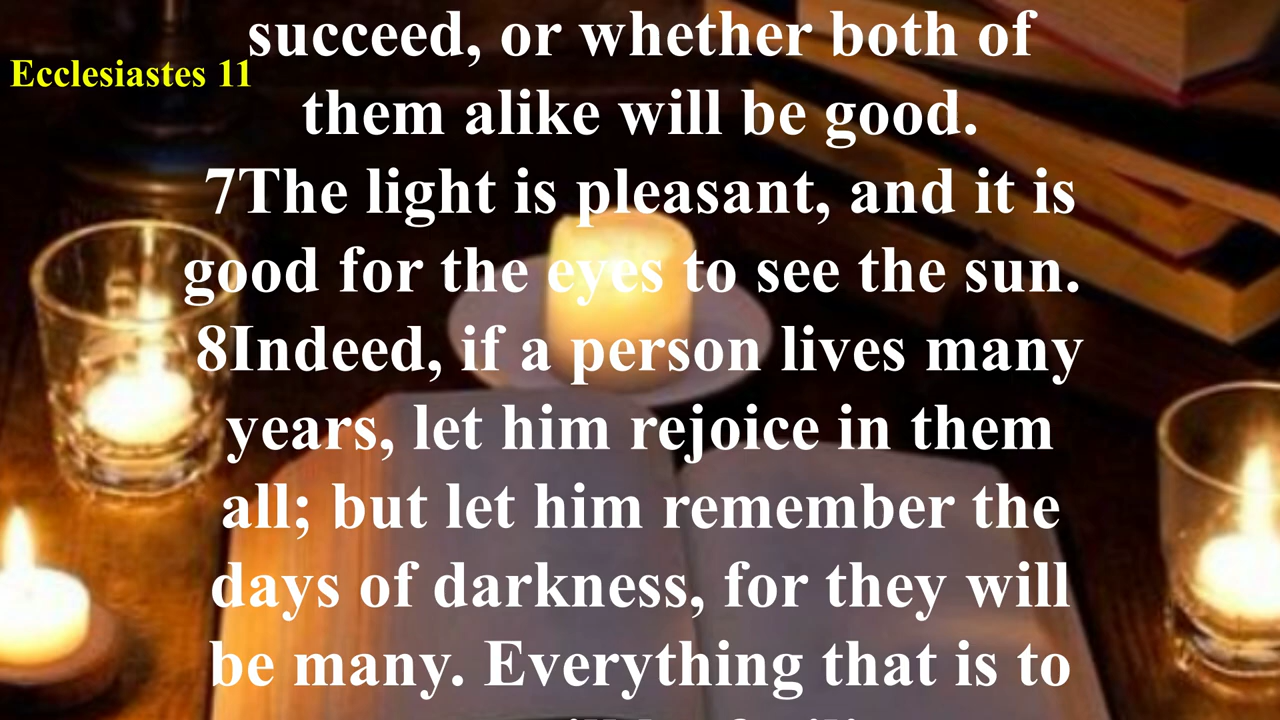 succeed, or whether both of
Ecclesiastes 11
them alike will be good.
7The light is pleasant, and it is
good for the eyes to see the sun.
8Indeed, if a person lives many
years, let him rejoice in them
all; but let him remember the
days of darkness, for they will
be many. Everything that is to